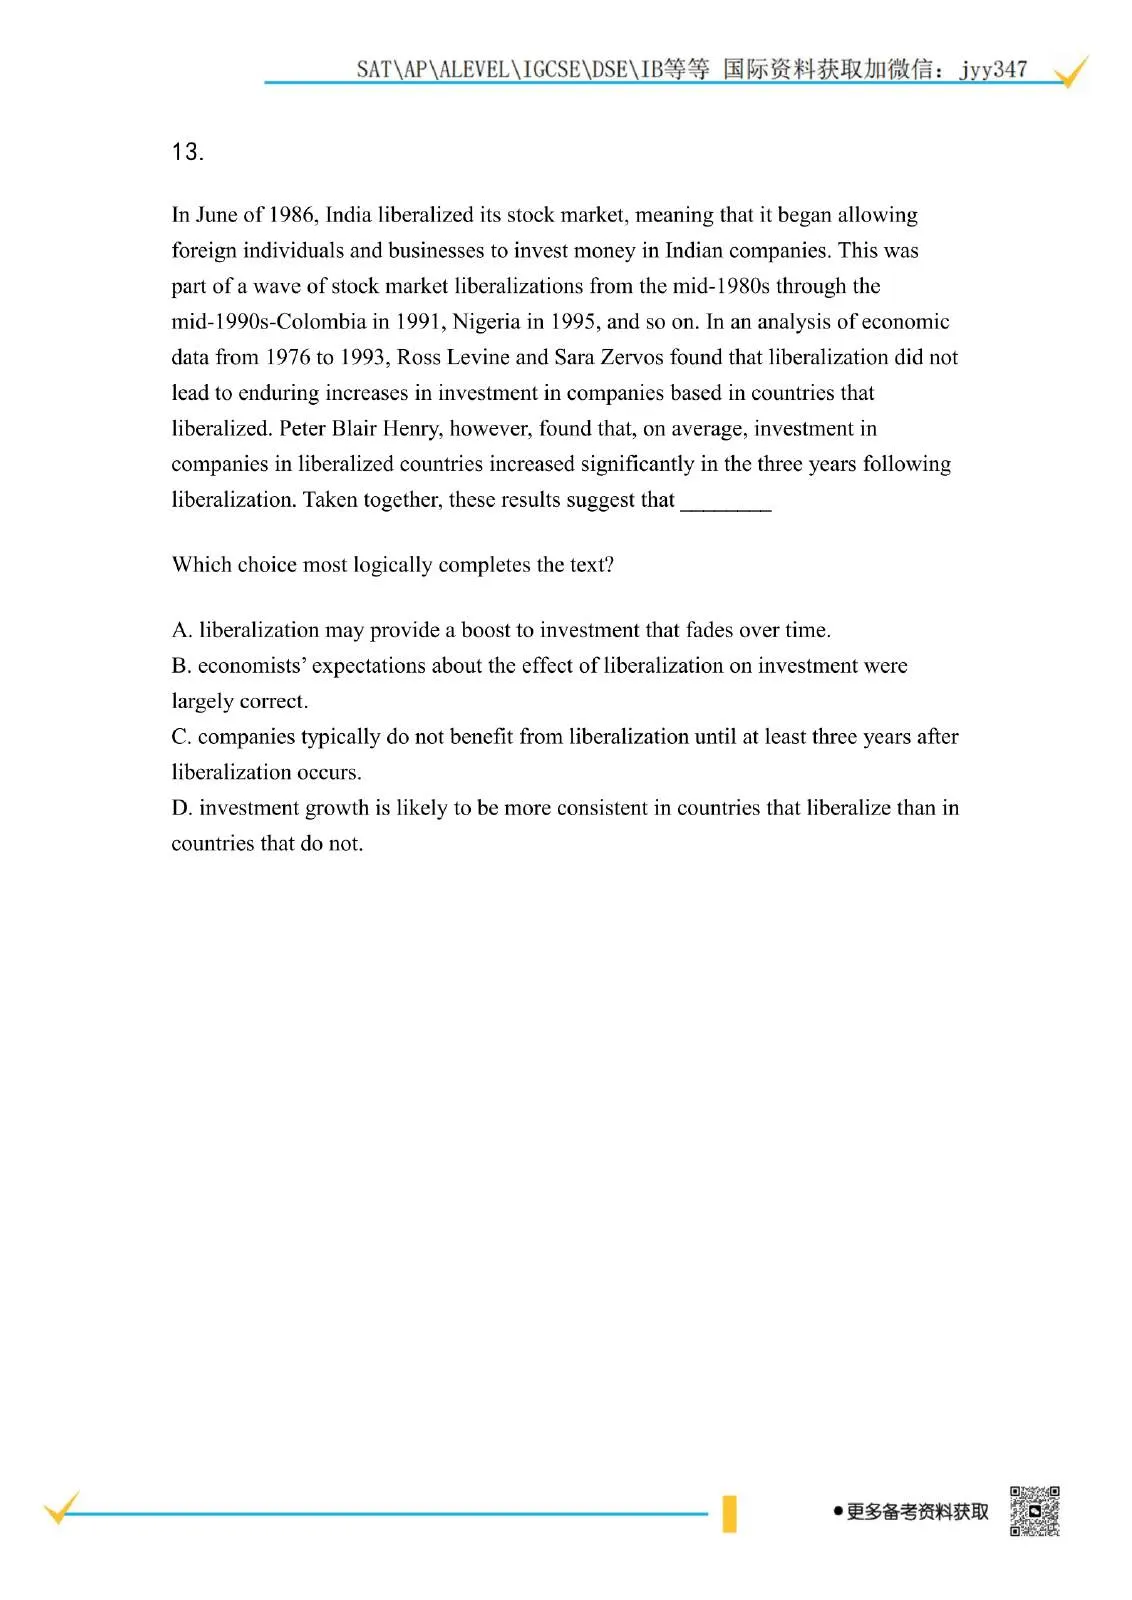 SAT\AP\ALEVEL\IGCSE\DSE\IB等等 国际资料获取加微信：jyy347
13.
In June of 1986, India liberalized its stock market, meaning that it began allowing
foreign individuals and businesses to invest money in Indian companies. This was
part of a wave of stock market liberalizations from the mid-1980s through the
mid-1990s-Colombia in 1991, Nigeria in 1995, and so on. In an analysis of economic
data from 1976 to 1993, Ross Levine and Sara Zervos found that liberalization did not
lead to enduring increases in investment in companies based in countries that
liberalized. Peter Blair Henry, however, found that, on average, investment in
companies in liberalized countries increased significantly in the three years following
liberalization. Taken together, these results suggest that ________
Which choice most logically completes the text?
A. liberalization may provide a boost to investment that fades over time.
B. economists’ expectations about the effect of liberalization on investment were
largely correct.
C. companies typically do not benefit from liberalization until at least three years after
liberalization occurs.
D. investment growth is likely to be more consistent in countries that liberalize than in
countries that do not.
●更多备考资料获取